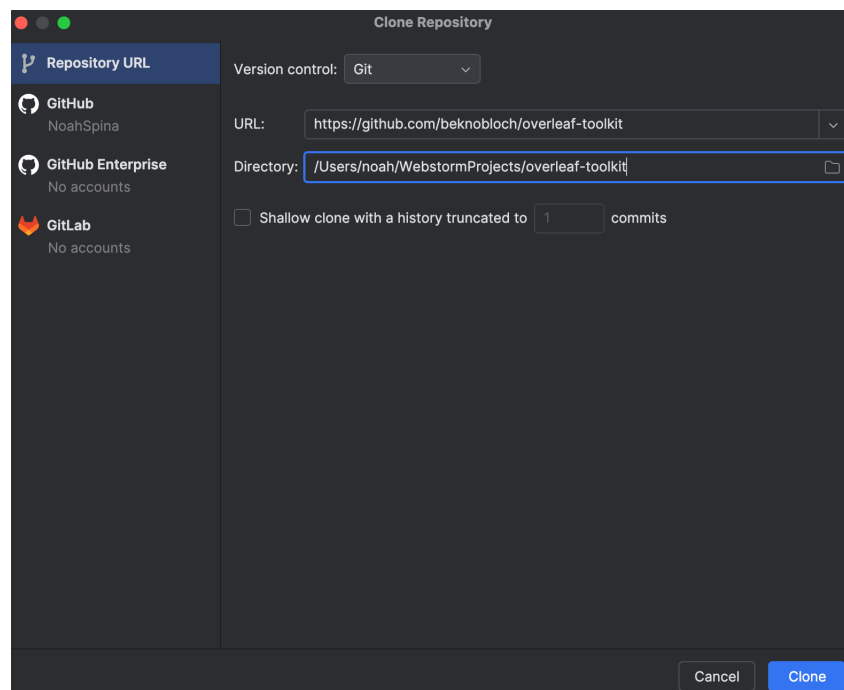 Clone Repository
Repository URL
GitHub
NoahSpina
GitHub Enterprise
No accounts
GitLab
No accounts
Version control: Git
URL: https://github.com/beknobloch/overleaf-toolkit
Directory: /Users/noah/WebstormProjects/overleaf-toolkit
Shallow clone with a history truncated to 1 commits
Cancel Clone